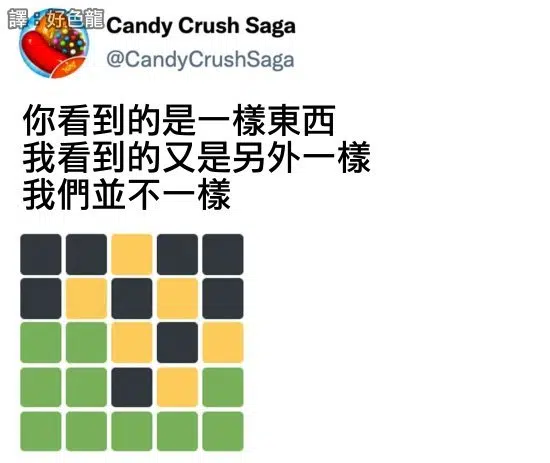 譯：好色龍
Candy Crush Saga
@CandyCrushSaga
你看到的是一樣東西
我看到的又是另外一樣
我們並不一樣